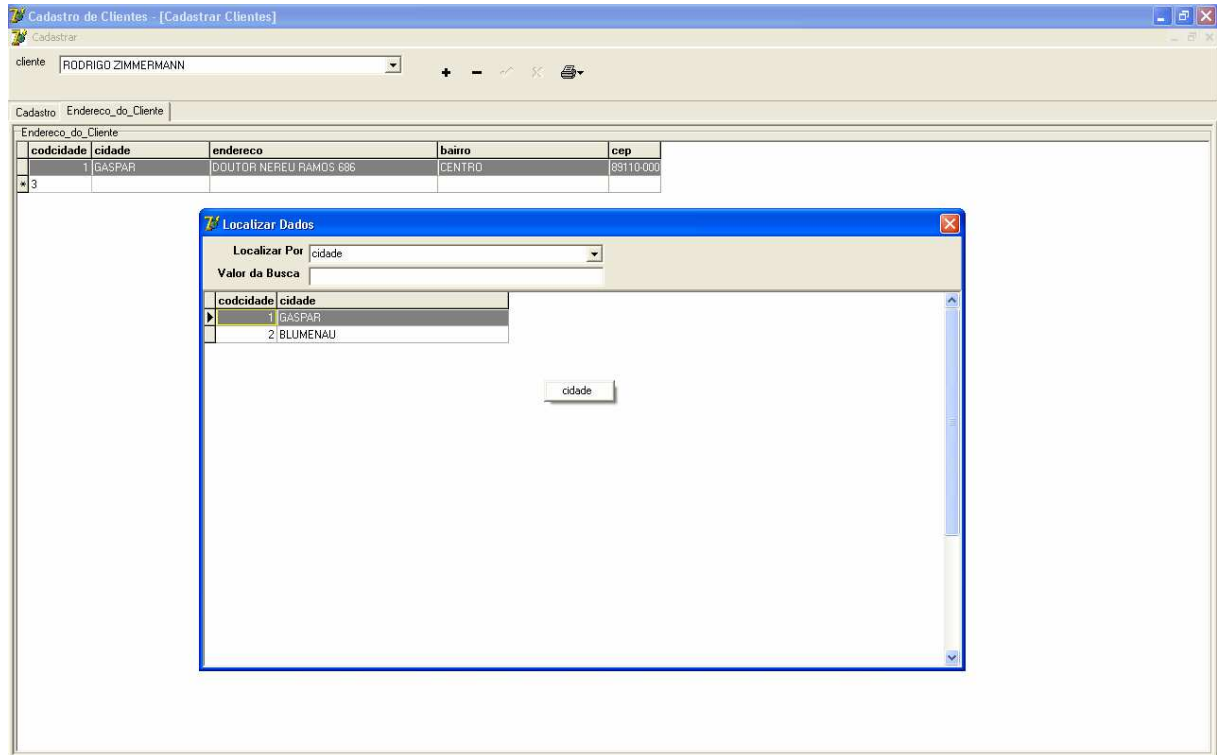 Cadastro de Clientes - [Cadastrar Clientes]
Cadastrar
cliente RODRIGO ZIMMERMANN
Cadastro Endereco_do_Cliente
Endereco_do_Cliente
codcidade cidade endereco bairro cep
1 GASPAR DOUTOR NEREU RAMOS 686 CENTRO 89110-000
* 3
Localizar Dados
Localizar Por cidade
Valor da Busca
codcidade cidade
1 GASPAR
2 BLUMENAU
cidade